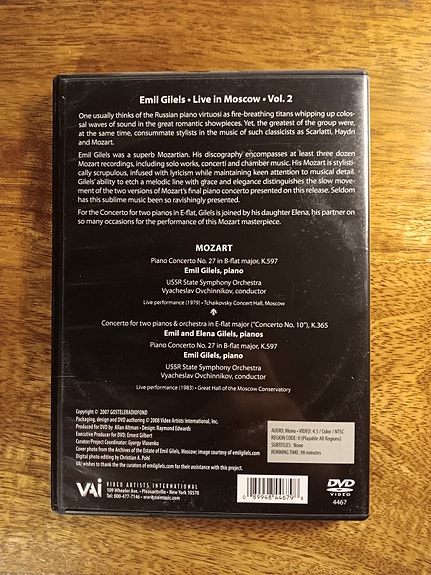 Emil Gilels • Live in Moscow • Vol. 2
One usually thinks of the Russian piano virtuosi as fire-breathing titans whipping up colos-
sal waves of sound in the great romantic showpieces. Yet, the greatest of the group were,
at the same time, consummate stylists in the music of such classicists as Scarlatti, Haydn
and Mozart.
Emil Gilels was a superb Mozartian. His discography encompasses at least three dozen
Mozart recordings, including solo works, concerti and chamber music. His Mozart is stylisti-
cally scrupulous, infused with lyricism while maintaining keen attention to musical detail.
Gilels' ability to etch a melodic line with grace and elegance distinguishes the slow move-
ment of the two versions of Mozart's final piano concerto presented on this release. Seldom
has this sublime music been so ravishingly presented.
For the Concerto for two pianos in E-flat, Gilels is joined by his daughter Elena, his partner on
so many occasions for the performance of this Mozart masterpiece.
MOZART
Piano Concerto No. 27 in B-flat major, K.597
Emil Gilels, piano
USSR State Symphony Orchestra
Vyacheslav Ovchinnikov, conductor
Live performance (1979) • Tchaikovsky Concert Hall, Moscow
Concerto for two pianos & orchestra in E-flat major ("Concerto No. 10"), K.365
Emil and Elena Gilels, pianos
Piano Concerto No. 27 in B-flat major, K.597
Emil Gilels, piano
USSR State Symphony Orchestra
Vyacheslav Ovchinnikov, conductor
Live performance (1983) • Great Hall of the Moscow Conservatory
Copyright © 2007 GOSTELERADIOFOND
Packaging, design and DVD authoring © 2008 Video Artists International, Inc.
Produced for DVD by Allan Altman • Design: Raymond Edwards
Executive Producer for DVD: Ernest Gilbert
Curator Project Coordinator: Gyorgy Vlasenko
Cover photo from the Archives of the Estate of Emil Gilels, Moscow; image courtesy of emilgilels.com
Digital photo editing by Christian A. Pohl
VAI wishes to thank the curators of emilgilels.com for their assistance with this project.
AUDIO: Mono • VIDEO: 4:3 / Color / NTSC
REGION CODE: 0 (Playable All Regions)
SUBTITLES: None
RUNNING TIME: 98 minutes
VAI
VIDEO ARTISTS INTERNATIONAL
109 Wheeler Ave. • Pleasantville • New York 10570
Tel: 800-477-7146 • www.vaimusic.com
0 89948 44679 8
DVD
VIDEO
4467